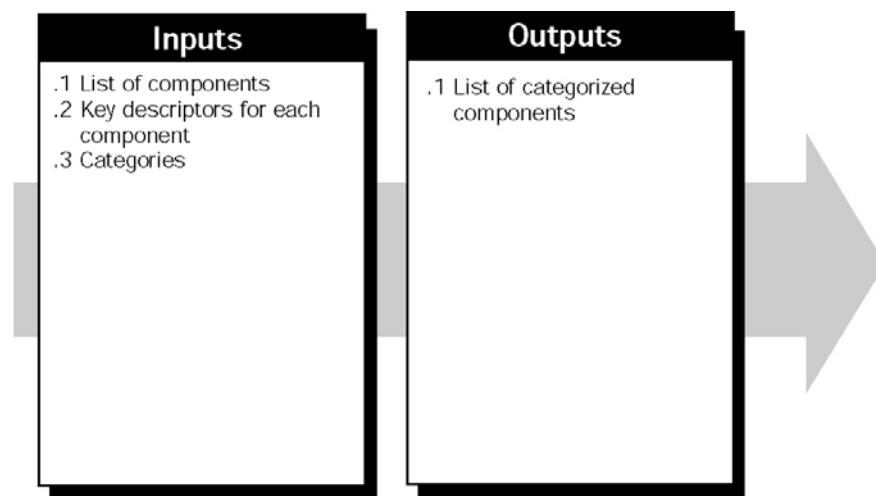 Inputs
.1 List of components
.2 Key descriptors for each
component
.3 Categories
Outputs
.1 List of categorized
components